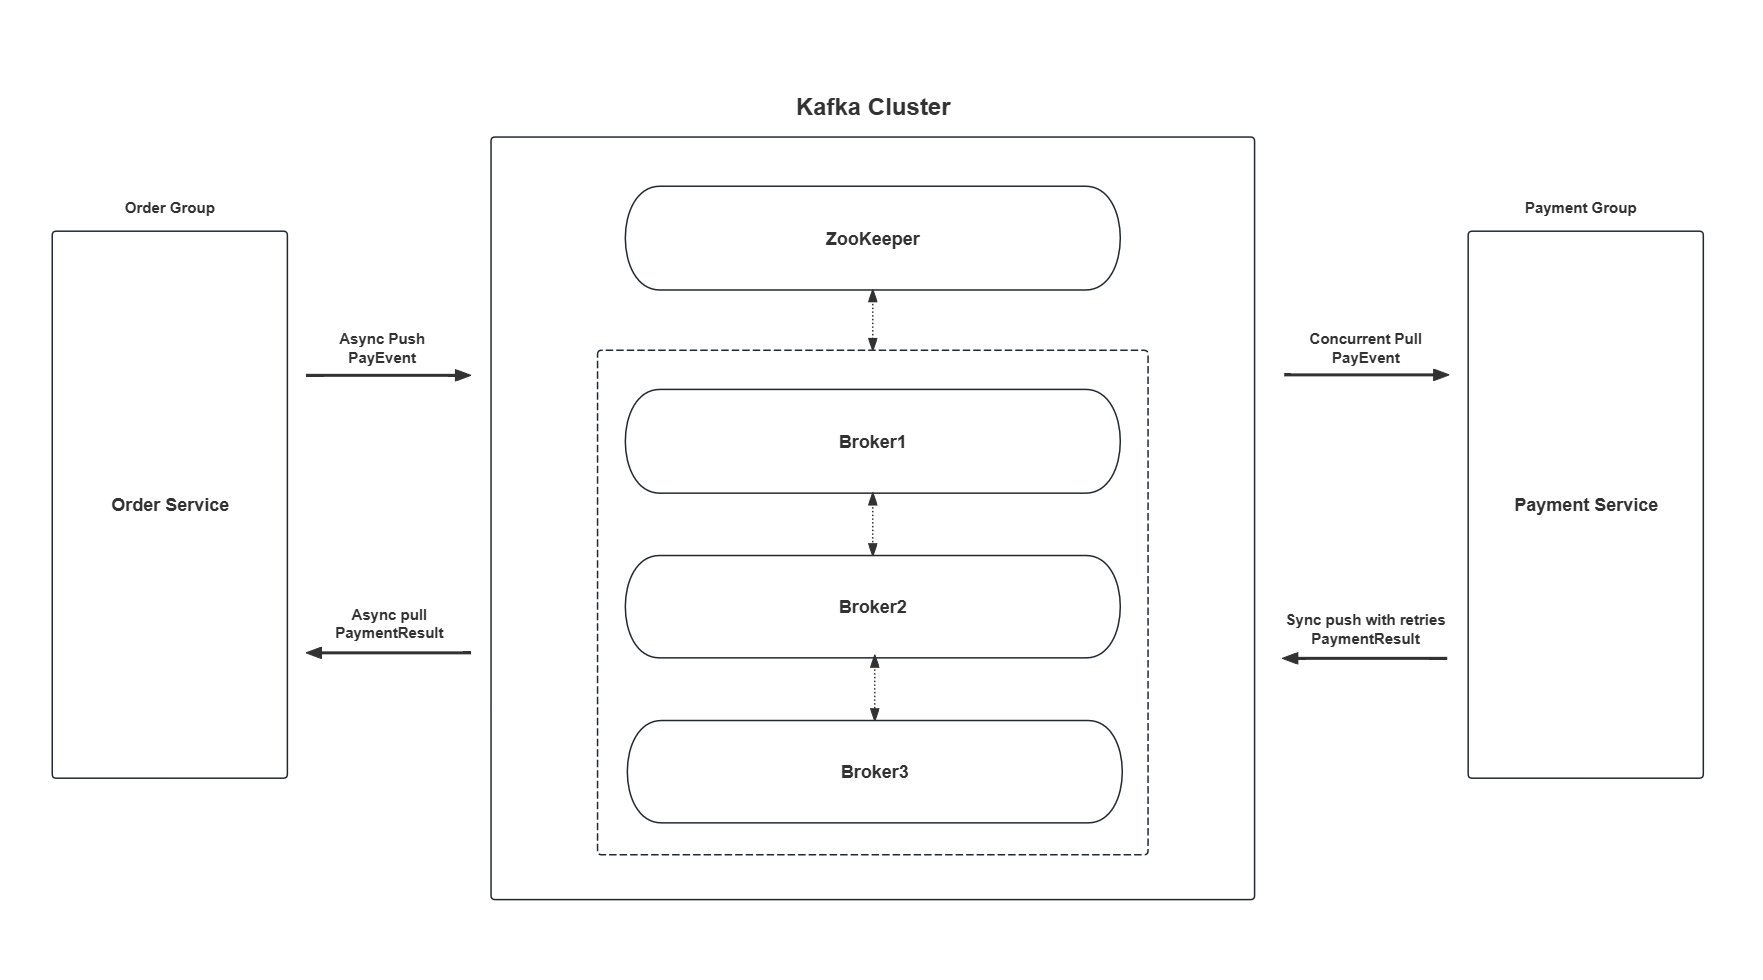 Kafka Cluster
Order Group
Order Service
Async Push
PayEvent
Async pull
PaymentResult
ZooKeeper
Broker1
Broker2
Broker3
Payment Group
Concurrent Pull
PayEvent
Payment Service
Sync push with retries
PaymentResult